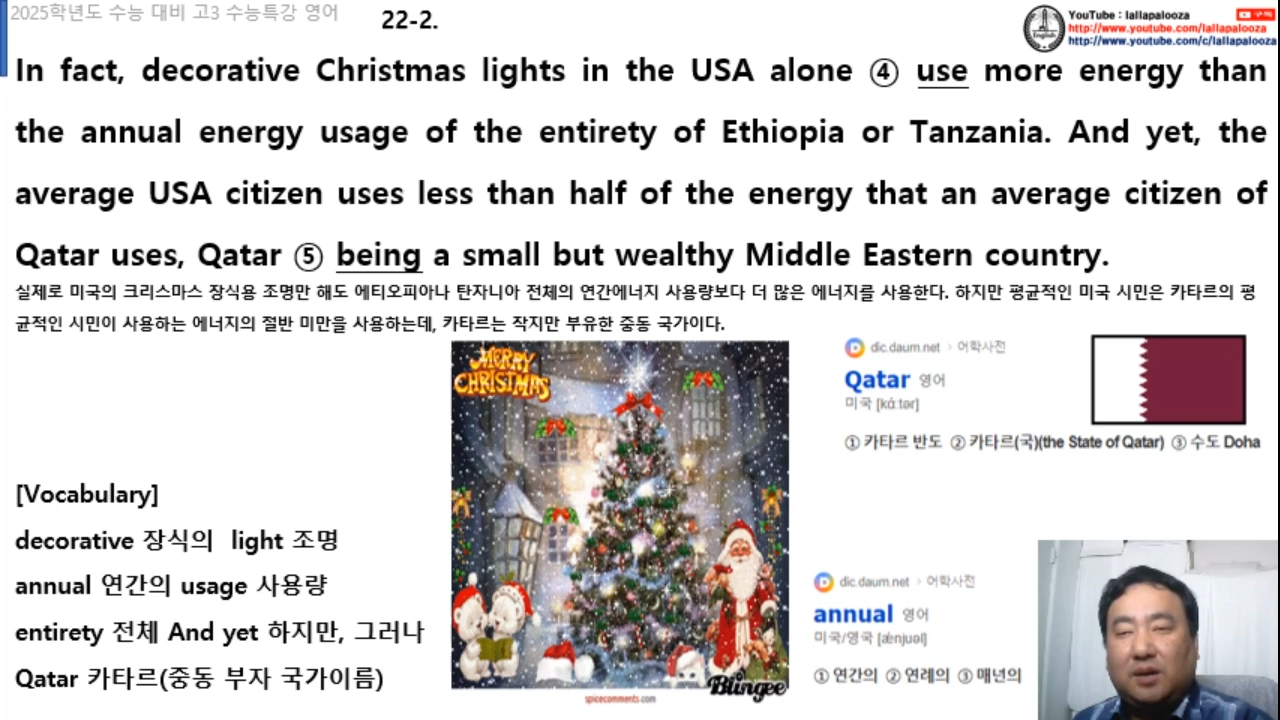 2025학년도 수능 대비 고3 수능특강 영어
22-2.
YouTube : lallapalooza
구독
http://www.youtube.com/lallapalooza
http://www.youtube.com/c/lallapalooza
English
In fact, decorative Christmas lights in the USA alone ④ use more energy than
the annual energy usage of the entirety of Ethiopia or Tanzania. And yet, the
average USA citizen uses less than half of the energy that an average citizen of
Qatar uses, Qatar ⑤ being a small but wealthy Middle Eastern country.
실제로 미국의 크리스마스 장식용 조명만 해도 에티오피아나 탄자니아 전체의 연간에너지 사용량보다 더 많은 에너지를 사용한다. 하지만 평균적인 미국 시민은 카타르의 평
균적인 시민이 사용하는 에너지의 절반 미만을 사용하는데, 카타르는 작지만 부유한 중동 국가이다.
MERRY
CHRISTMAS
Blingee
spicecomments.com
dic.daum.net > 어학사전
Qatar 영어
미국 [kάːtər]
① 카타르 반도 ② 카타르(국)(the State of Qatar) ③ 수도 Doha
[Vocabulary]
decorative 장식의 light 조명
annual 연간의 usage 사용량
entirety 전체 And yet 하지만, 그러나
Qatar 카타르(중동 부자 국가이름)
dic.daum.net > 어학사전
annual 영어
미국/영국 [ǽnjuəl]
① 연간의 ② 연례의 ③ 매년의